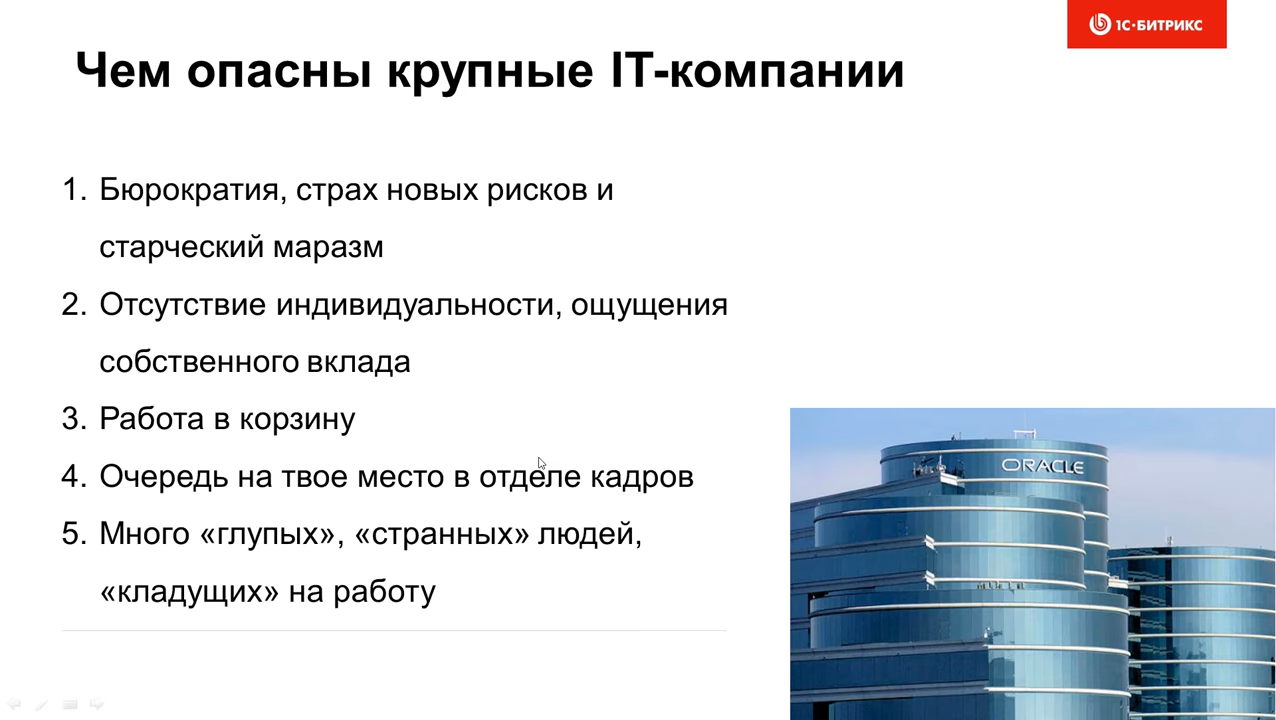 1С·БИТРИКС
Чем опасны крупные IT-компании
1. Бюрократия, страх новых рисков и
старческий маразм
2. Отсутствие индивидуальности, ощущения
собственного вклада
3. Работа в корзину
4. Очередь на твое место в отделе кадров
5. Много «глупых», «странных» людей,
«кладущих» на работу
ORACLE